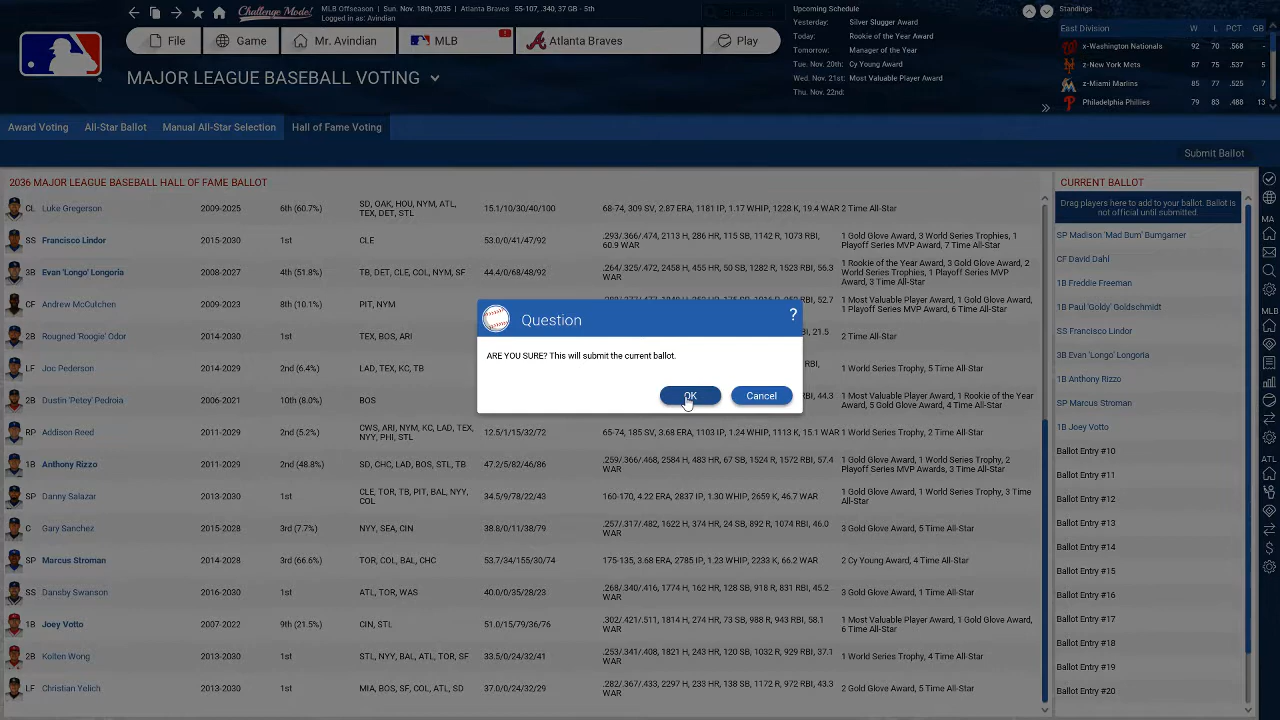 Challenge Mode!
MLB Offseason | Sun. Nov. 18th, 2035 | Atlanta Braves 55-107, .340, 37 GB - 5th
Logged in as: Avindian
File
Game
Mr. Avindian
MLB
Atlanta Braves
Play
Upcoming Schedule
Yesterday: Silver Slugger Award
Today: Rookie of the Year Award
Tomorrow: Manager of the Year
Tue. Nov. 20th: Cy Young Award
Wed. Nov. 21st: Most Valuable Player Award
Thu. Nov. 22nd:
Standings
East Division W L PCT GB
x-Washington Nationals 92 70 .568 -
z-New York Mets 87 75 .537 5
z-Miami Marlins 85 77 .525 7
Philadelphia Phillies 79 83 .488 13
MAJOR LEAGUE BASEBALL VOTING
Award Voting All-Star Ballot Manual All-Star Selection Hall of Fame Voting
Submit Ballot
2036 MAJOR LEAGUE BASEBALL HALL OF FAME BALLOT
CL Luke Gregerson 2009-2025 6th (60.7%) SD, OAK, HOU, NYM, ATL, TEX, DET, STL 15.1/10/30/40/100 68-74, 309 SV, 2.87 ERA, 1181 IP, 1.17 WHIP, 1228 K, 19.4 WAR 2 Time All-Star
SS Francisco Lindor 2015-2030 1st CLE 53.0/0/41/47/92 .293/.366/.474, 2113 H, 286 HR, 115 SB, 1142 R, 1073 RBI, 60.9 WAR 1 Gold Glove Award, 3 World Series Trophies, 1 Playoff Series MVP Award, 7 Time All-Star
3B Evan 'Longo' Longoria 2008-2027 4th (51.8%) TB, DET, CLE, COL, NYM, SF 44.4/0/68/48/92 .264/.325/.472, 2458 H, 455 HR, 50 SB, 1282 R, 1523 RBI, 56.3 WAR 1 Rookie of the Year Award, 3 Gold Glove Awards, 2 World Series Trophies, 1 Playoff Series MVP Award, 3 Time All-Star
CF Andrew McCutchen 2009-2023 8th (10.1%) PIT, NYM 52.7 1 Most Valuable Player Award, 1 Gold Glove Award, 1 Playoff Series MVP Award, 6 Time All-Star
2B Rougned 'Roogie' Odor 2014-2030 1st TEX, BOS, ARI 21.5 2 Time All-Star
LF Joc Pederson 2014-2029 2nd (6.4%) LAD, TEX, KC, TB RBI, 1 World Series Trophy, 5 Time All-Star
2B Dustin 'Petey' Pedroia 2006-2021 10th (8.0%) BOS 44.3 1 Most Valuable Player Award, 1 Rookie of the Year Award, 5 Gold Glove Awards, 4 Time All-Star
RP Addison Reed 2011-2029 2nd (5.2%) CWS, ARI, NYM, KC, LAD, TEX, NYY, PHI, STL 12.5/1/15/32/72 65-74, 185 SV, 3.68 ERA, 1103 IP, 1.24 WHIP, 1113 K, 15.1 WAR 1 World Series Trophy, 2 Time All-Star
1B Anthony Rizzo 2011-2029 2nd (48.8%) SD, CHC, LAD, BOS, STL, TB 47.2/5/82/46/86 .259/.366/.468, 2584 H, 483 HR, 67 SB, 1524 R, 1572 RBI, 57.4 WAR 1 Gold Glove Award, 1 World Series Trophy, 2 Playoff Series MVP Awards, 3 Time All-Star
SP Danny Salazar 2013-2030 1st CLE, TOR, TB, PIT, BAL, NYY, COL 34.5/9/78/22/43 160-170, 4.22 ERA, 2837 IP, 1.30 WHIP, 2659 K, 46.7 WAR 1 Gold Glove Award, 1 World Series Trophy, 3 Time All-Star
C Gary Sanchez 2015-2028 3rd (7.7%) NYY, SEA, CIN 38.8/0/11/38/79 .257/.317/.482, 1622 H, 374 HR, 24 SB, 892 R, 1074 RBI, 46.0 WAR 3 Gold Glove Award, 5 Time All-Star
SP Marcus Stroman 2014-2028 3rd (66.6%) TOR, COL, BAL, CHC 53.7/34/155/30/74 175-135, 3.68 ERA, 2785 IP, 1.23 WHIP, 2233 K, 66.2 WAR 2 Cy Young Award, 4 Time All-Star
SS Dansby Swanson 2016-2030 1st ATL, TOR, WAS 40.0/0/35/28/23 .268/.340/.416, 1774 H, 162 HR, 128 SB, 918 R, 831 RBI, 45.2 WAR 3 Gold Glove, 1 Time All-Star
1B Joey Votto 2007-2022 9th (21.5%) CIN, STL 51.0/15/79/36/76 .302/.421/.511, 1814 H, 274 HR, 73 SB, 988 R, 943 RBI, 58.1 WAR 1 Most Valuable Player Award, 1 Gold Glove Award, 6 Time All-Star
2B Kolten Wong 2013-2030 1st STL, NYY, BAL, ATL, TOR, SF 33.5/0/24/32/41 .253/.341/.408, 1821 H, 243 HR, 120 SB, 1032 R, 929 RBI, 37.1 WAR 1 World Series Trophy, 4 Time All-Star
LF Christian Yelich 2013-2030 1st MIA, BOS, SF, COL, ATL, SD 37.0/0/24/32/29 .282/.367/.433, 2297 H, 233 HR, 138 SB, 1172 R, 972 RBI, 43.3 WAR 2 Gold Glove Award, 5 Time All-Star
Question
?
ARE YOU SURE? This will submit the current ballot.
OK
Cancel
CURRENT BALLOT
Drag players here to add to your ballot. Ballot is
not official until submitted.
SP Madison 'Mad Bum' Bumgarner
CF David Dahl
1B Freddie Freeman
1B Paul 'Goldy' Goldschmidt
SS Francisco Lindor
3B Evan 'Longo' Longoria
1B Anthony Rizzo
SP Marcus Stroman
1B Joey Votto
Ballot Entry #10
Ballot Entry #11
Ballot Entry #12
Ballot Entry #13
Ballot Entry #14
Ballot Entry #15
Ballot Entry #16
Ballot Entry #17
Ballot Entry #18
Ballot Entry #19
Ballot Entry #20
MLB
ATL